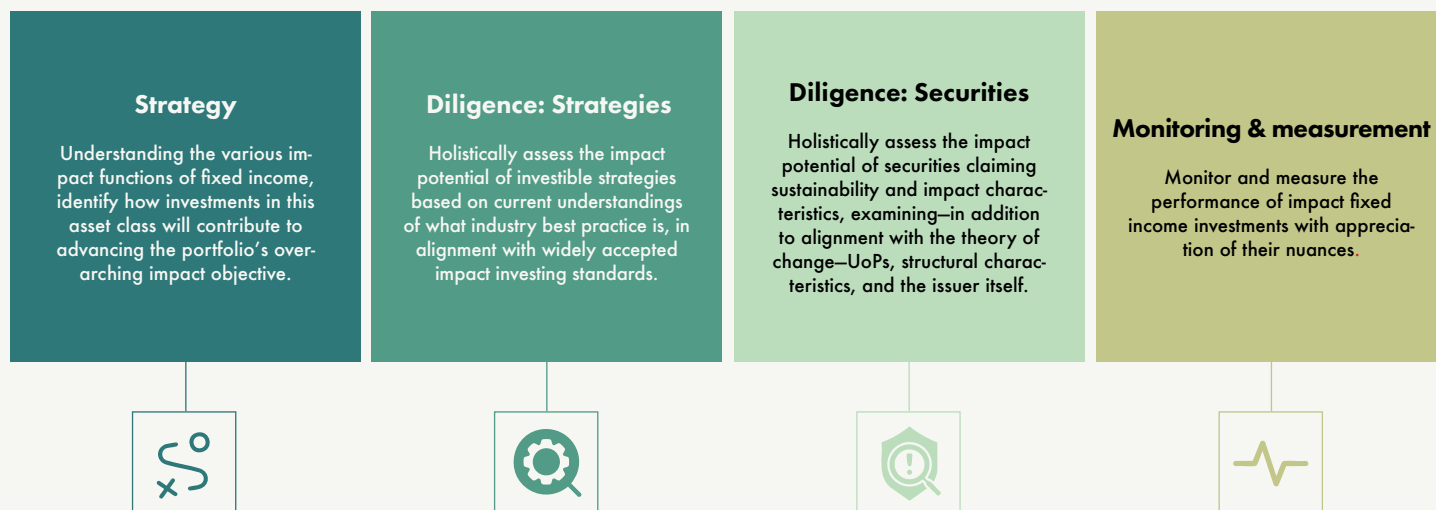 Strategy
Understanding the various im-
pact functions of fixed income,
identify how investments in this
asset class will contribute to
advancing the portfolio's over-
arching impact objective.
Diligence: Strategies
Holistically assess the impact
potential of investible strategies
based on current understandings
of what industry best practice is, in
alignment with widely accepted
impact investing standards.
Diligence: Securities
Holistically assess the impact
potential of securities claiming
sustainability and impact charac-
teristics, examining—in addition
to alignment with the theory of
change—UoPs, structural charac-
teristics, and the issuer itself.
Monitoring & measurement
Monitor and measure the
performance of impact fixed
income investments with apprecia-
tion of their nuances.